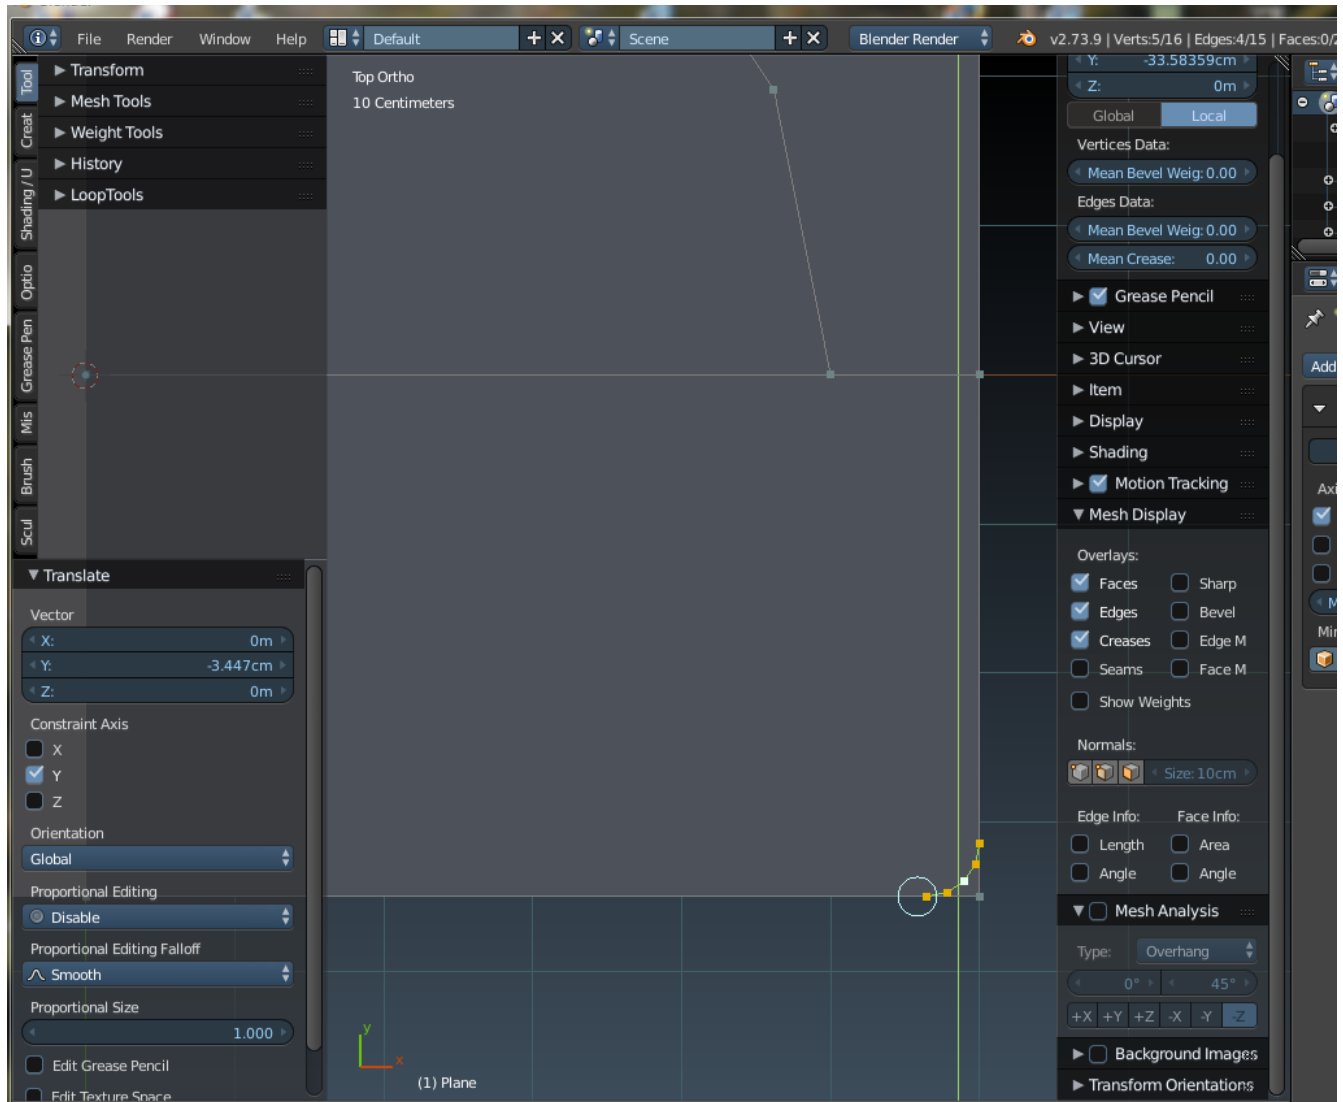 File Render Window Help Default Scene Blender Render v2.73.9 | Verts:5/16 | Edges:4/15 | Faces:0/2
Tool
Creat
Shading / U
Optio
Grease Pen
Mis
Brush
Scul
Transform
Mesh Tools
Weight Tools
History
LoopTools
Translate
Vector
X: 0m
Y: -3.447cm
Z: 0m
Constraint Axis
X
Y
Z
Orientation
Global
Proportional Editing
Disable
Proportional Editing Falloff
Smooth
Proportional Size
1.000
Edit Grease Pencil
Edit Texture Space
Top Ortho
10 Centimeters
y
x
(1) Plane
Y: -33.58359cm
Z: 0m
Global Local
Vertices Data:
Mean Bevel Weig: 0.00
Edges Data:
Mean Bevel Weig: 0.00
Mean Crease: 0.00
Grease Pencil
View
3D Cursor
Item
Display
Shading
Motion Tracking
Mesh Display
Overlays:
Faces Sharp
Edges Bevel
Creases Edge M
Seams Face M
Show Weights
Normals:
Size: 10cm
Edge Info: Face Info:
Length Area
Angle Angle
Mesh Analysis
Type: Overhang
0° 45°
+X +Y +Z -X -Y -Z
Background Images
Transform Orientations
Add
Axi
M
Mir